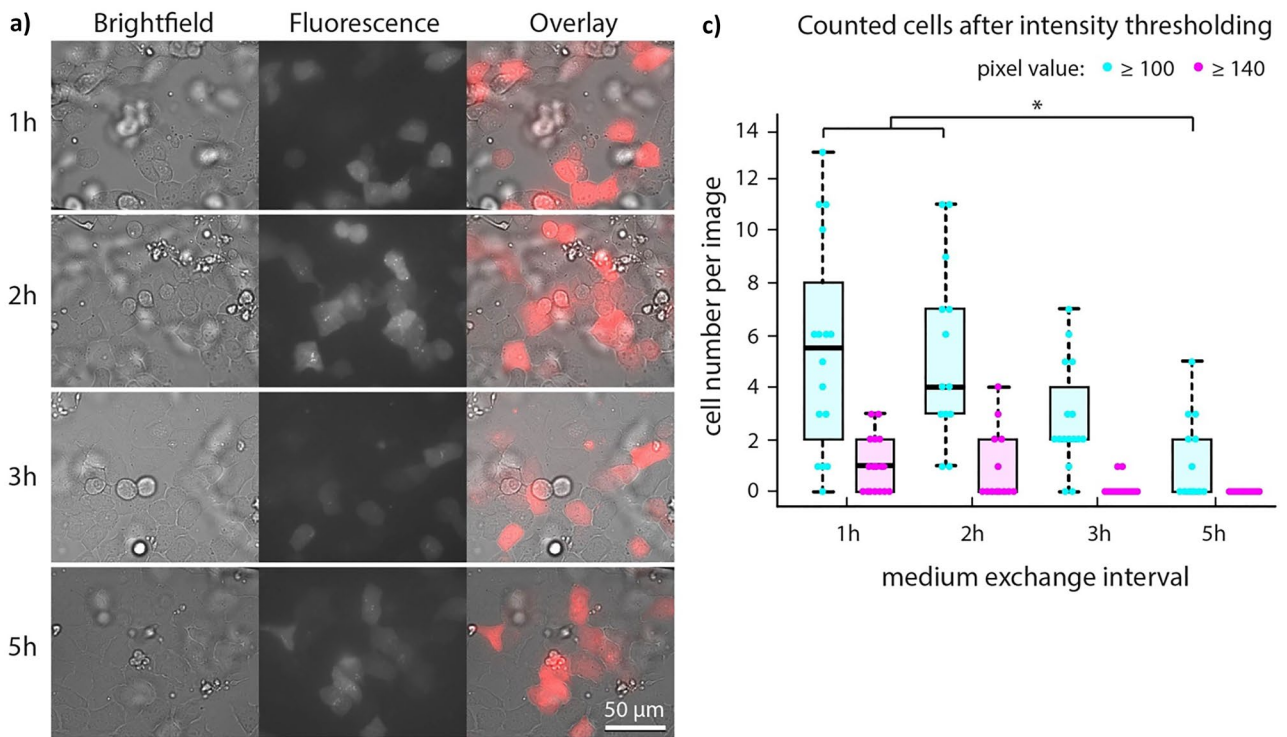 a)
Brightfield Fluorescence Overlay
1h
2h
3h
5h
50 µm
c)
Counted cells after intensity thresholding
pixel value: ≥ 100 ≥ 140
*
14
12
10
8
6
4
2
0
cell number per image
1h 2h 3h 5h
medium exchange interval